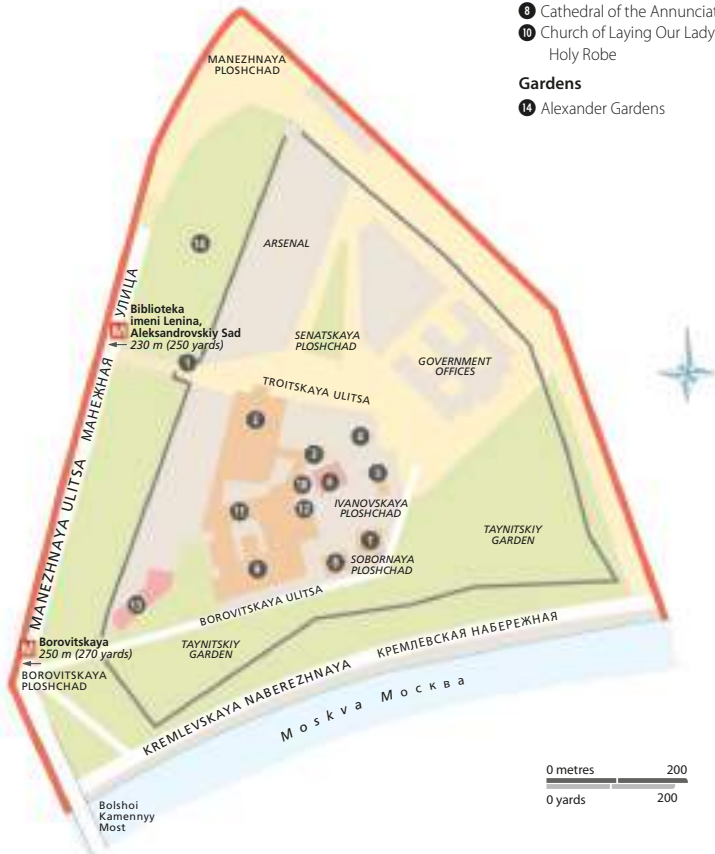 8 Cathedral of the Annunciat
10 Church of Laying Our Lady
Holy Robe
Gardens
14 Alexander Gardens
MANEZHNAYA
PLOSHCHAD
ARSENAL
УЛИЦА
МАНЕЖНАЯ
MANEZHNAYA ULITSA
M
Biblioteka
imeni Lenina,
Aleksandrovskiy Sad
230 m (250 yards)
1
SENATSKAYA
PLOSHCHAD
GOVERNMENT
OFFICES
TROITSKAYA ULITSA
IVANOVSKAYA
PLOSHCHAD
TAYNITSKIY
GARDEN
SOBORNAYA
PLOSHCHAD
BOROVITSKAYA ULITSA
M
Borovitskaya
250 m (270 yards)
TAYNITSKIY
GARDEN
BOROVITSKAYA
PLOSHCHAD
KREMLEVSKAYA NABEREZHNAYA
КРЕМЛЕВСКАЯ НАБЕРЕЖНАЯ
Moskva Москва
0 metres 200
0 yards 200
Bolshoi
Kamennyy
Most